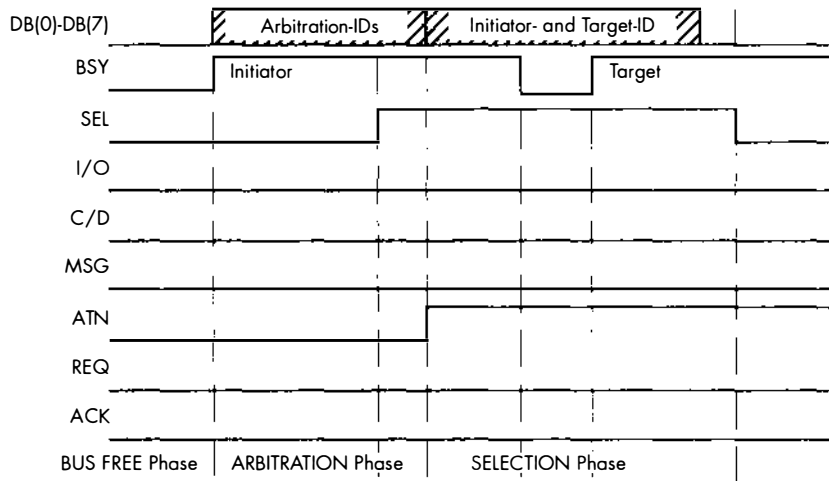 DB(0)-DB(7) Arbitration-IDs Initiator- and Target-ID
BSY Initiator Target
SEL
I/O
C/D
MSG
ATN
REQ
ACK
BUS FREE Phase ARBITRATION Phase SELECTION Phase